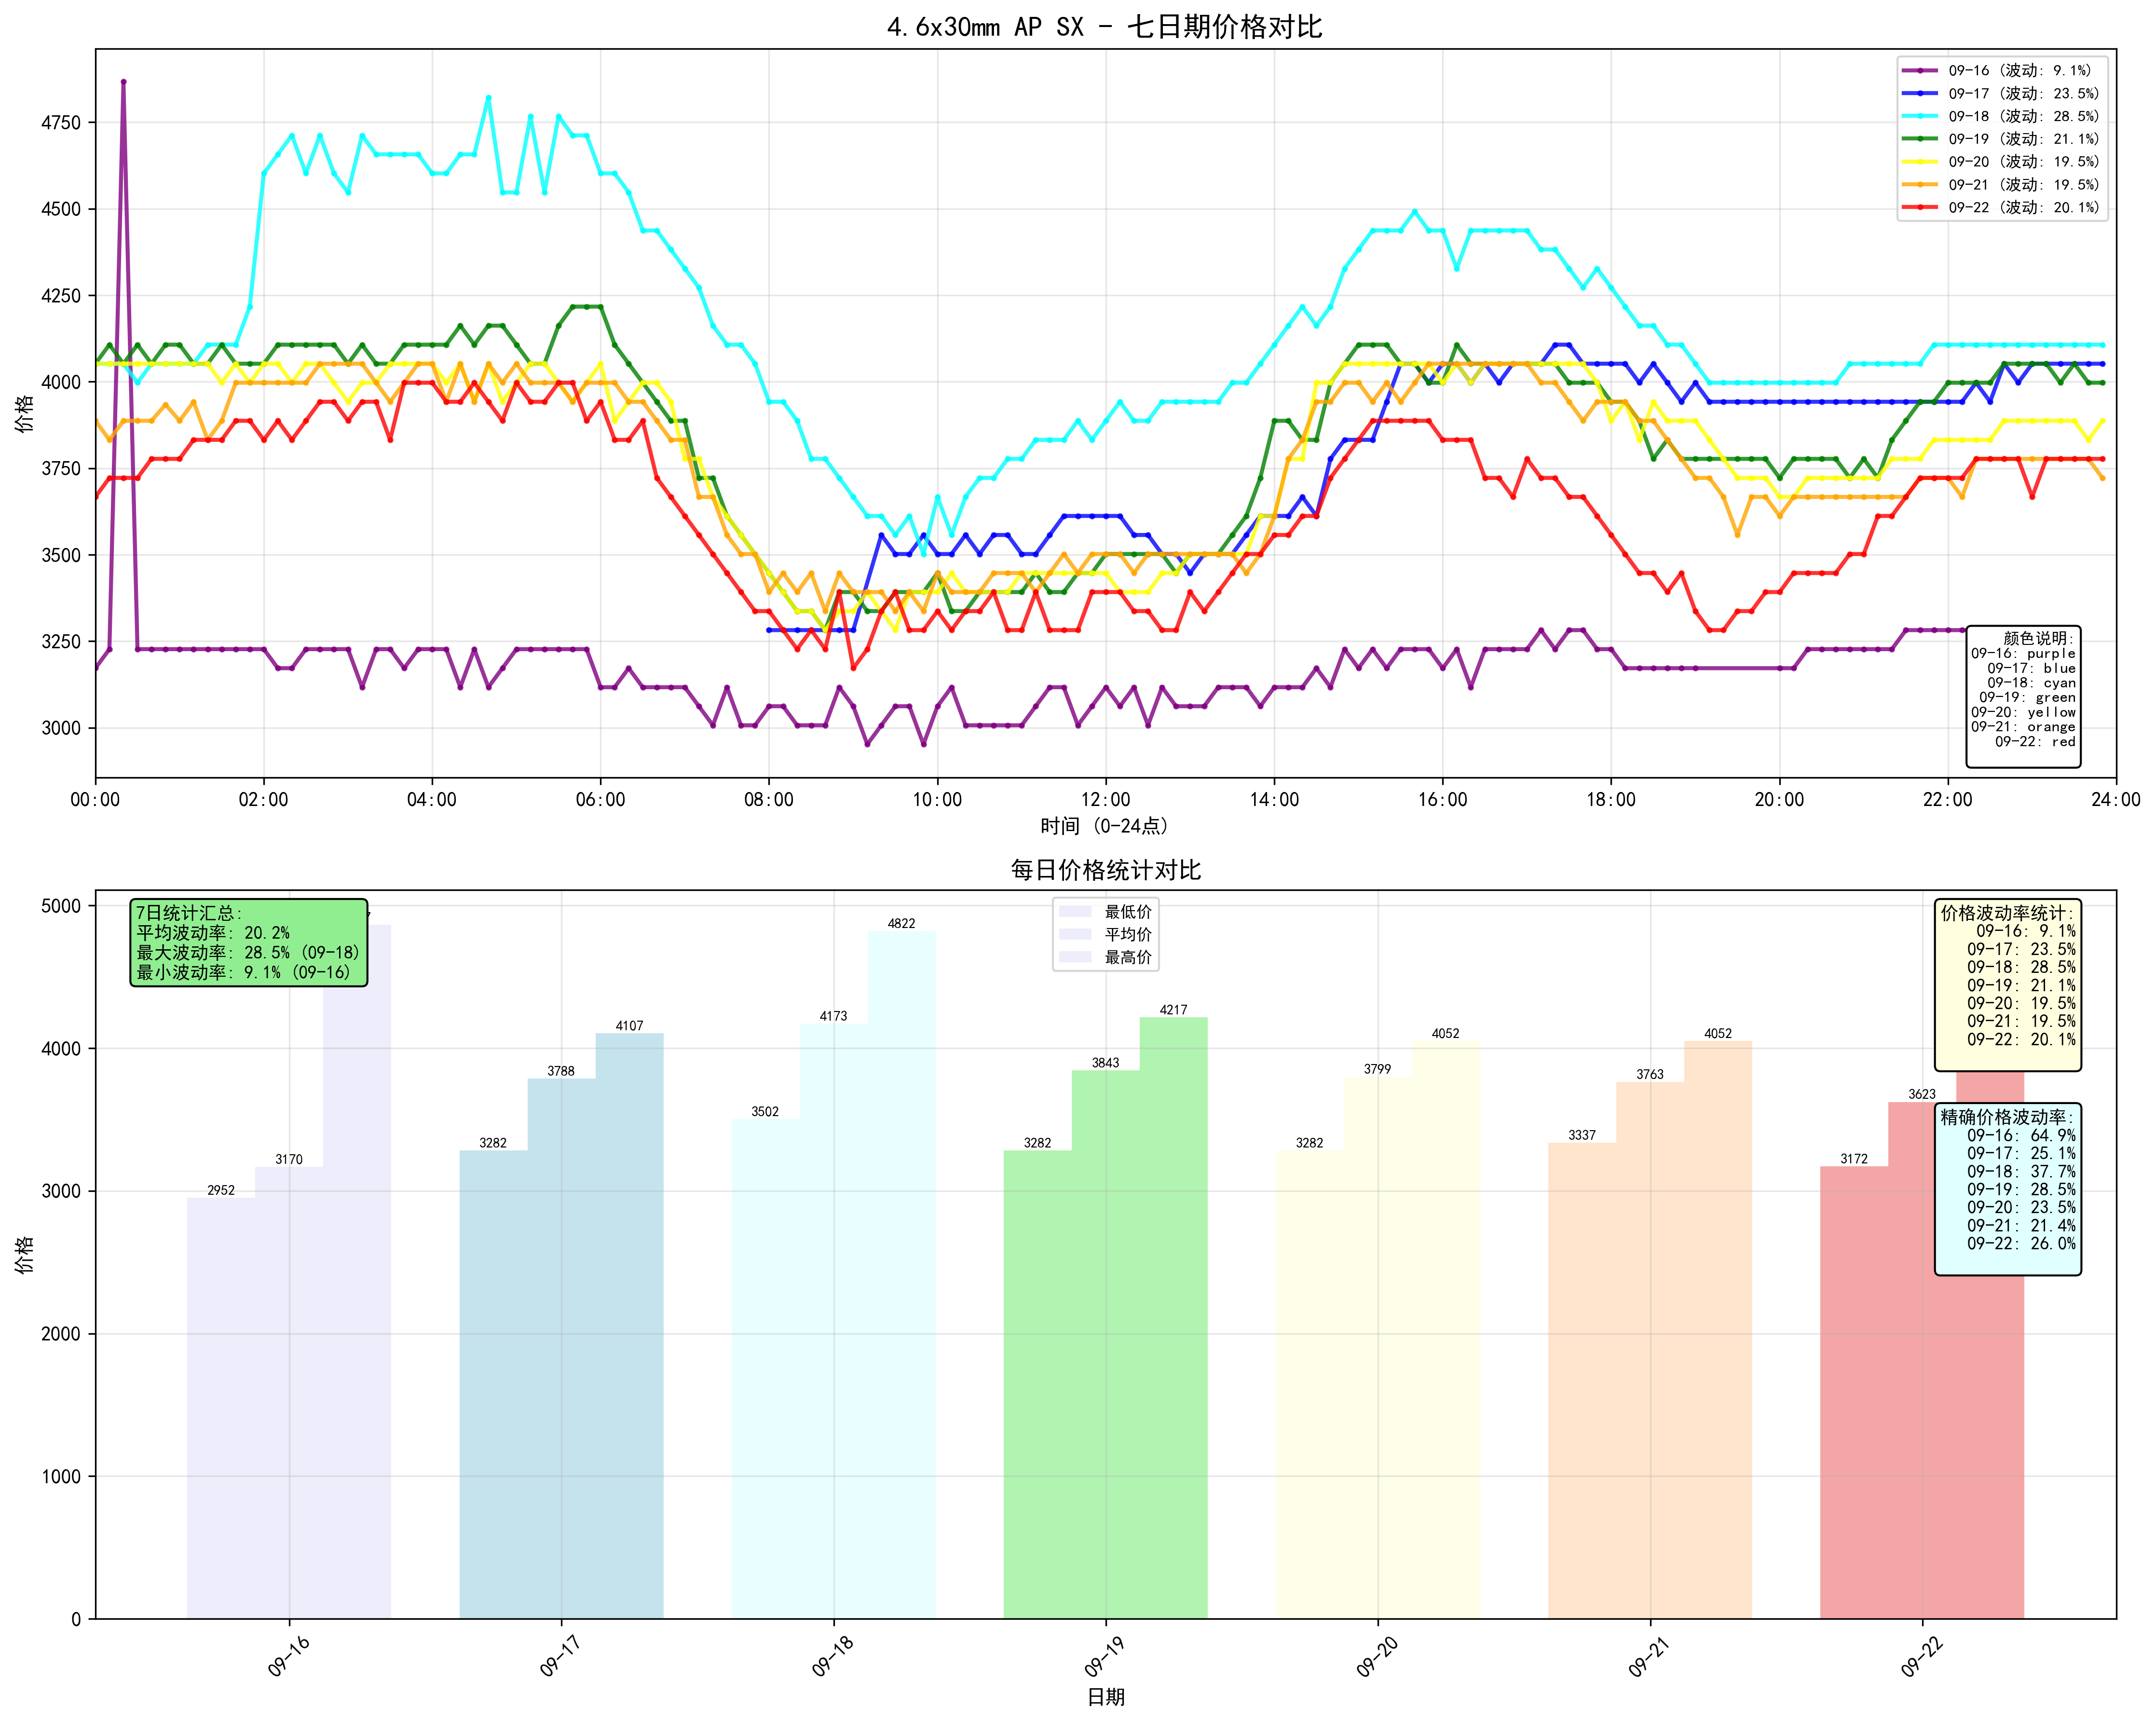 4.6x30mm AP SX - 七日期价格对比
09-16 (波动: 9.1%)
09-17 (波动: 23.5%)
09-18 (波动: 28.5%)
09-19 (波动: 21.1%)
09-20 (波动: 19.5%)
09-21 (波动: 19.5%)
09-22 (波动: 20.1%)
4750
4500
4250
4000
3750
3500
3250
3000
价格
颜色说明:
09-16: purple
09-17: blue
09-18: cyan
09-19: green
09-20: yellow
09-21: orange
09-22: red
00:00 02:00 04:00 06:00 08:00 10:00 12:00 14:00 16:00 18:00 20:00 22:00 24:00
时间 (0-24点)
每日价格统计对比
5000
4000
3000
2000
1000
0
价格
7日统计汇总:
平均波动率: 20.2%
最大波动率: 28.5% (09-18)
最小波动率: 9.1% (09-16)
最低价
平均价
最高价
价格波动率统计:
09-16: 9.1%
09-17: 23.5%
09-18: 28.5%
09-19: 21.1%
09-20: 19.5%
09-21: 19.5%
09-22: 20.1%
精确价格波动率:
09-16: 64.9%
09-17: 25.1%
09-18: 37.7%
09-19: 28.5%
09-20: 23.5%
09-21: 21.4%
09-22: 26.0%
2952 3170
3282 3788 4107
3502 4173 4822
3282 3843 4217
3282 3799 4052
3337 3763 4052
3172 3623
09-16 09-17 09-18 09-19 09-20 09-21 09-22
日期